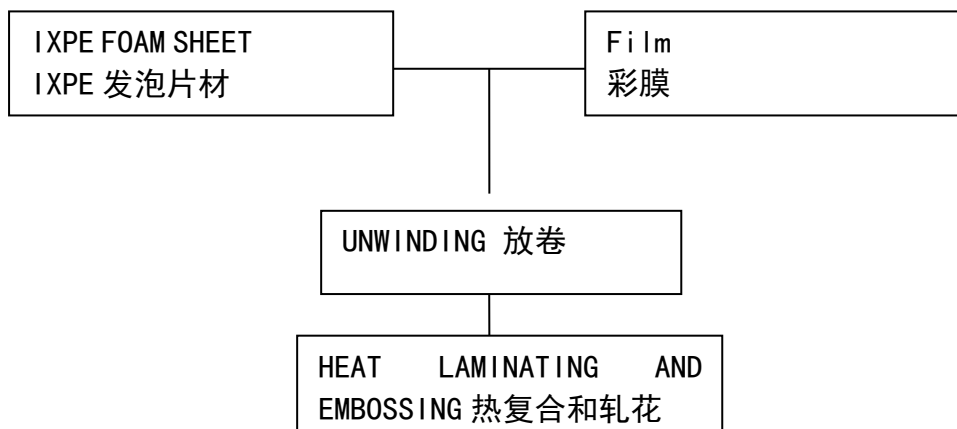 IXPE FOAM SHEET
IXPE 发泡片材
Film
彩膜
UNWINDING 放卷
HEAT LAMINATING AND
EMBOSSING 热复合和轧花